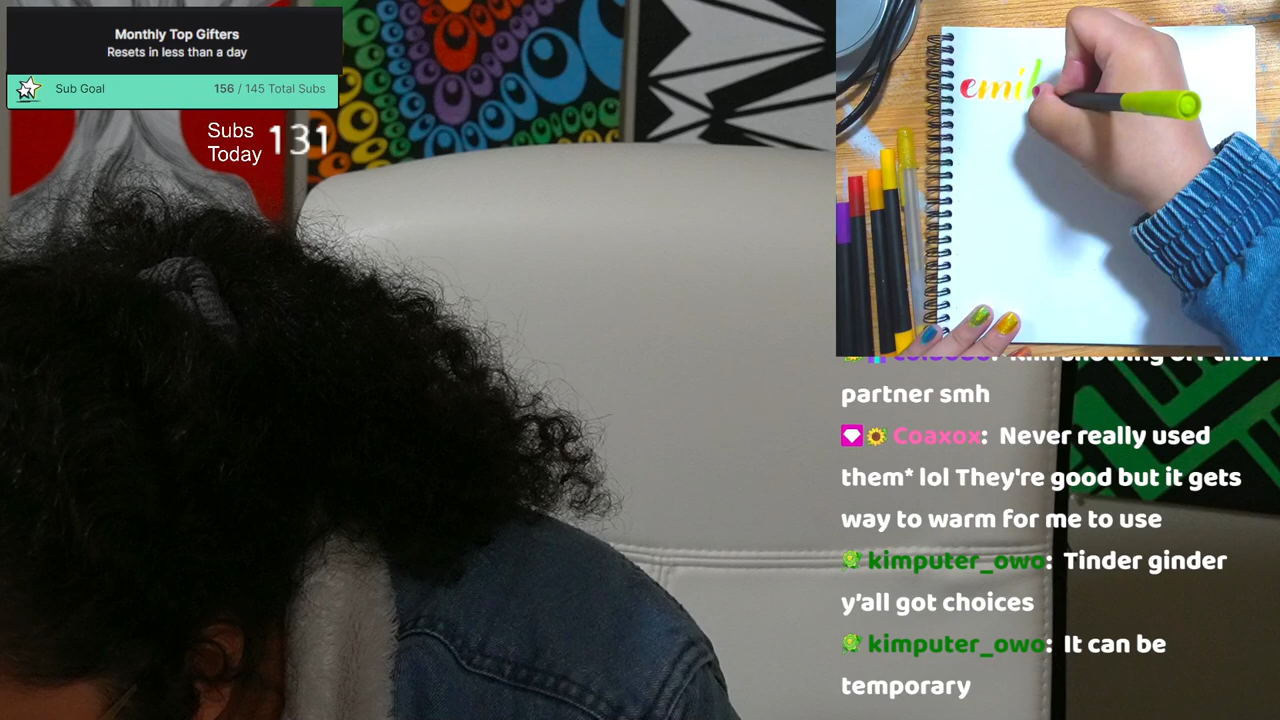 Monthly Top Gifters
Resets in less than a day
Sub Goal
156 / 145 Total Subs
Subs
Today
131
emil
partner smh
Coaxox: Never really used
them* lol They're good but it gets
way to warm for me to use
kimputer_owo: Tinder ginder
y'all got choices
kimputer_owo: It can be
temporary